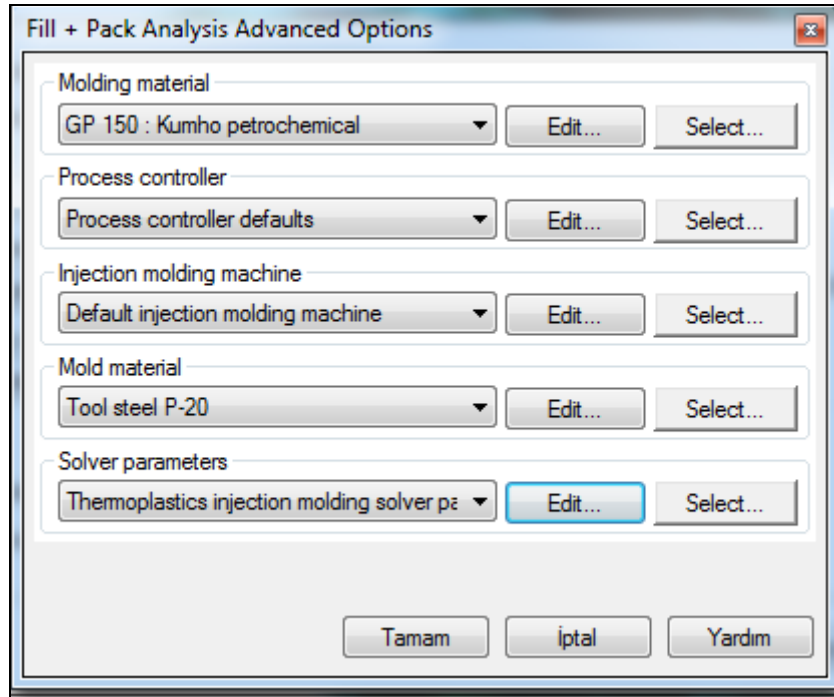 Fill + Pack Analysis Advanced Options
Molding material
GP 150 : Kumho petrochemical Edit... Select...
Process controller
Process controller defaults Edit... Select...
Injection molding machine
Default injection molding machine Edit... Select...
Mold material
Tool steel P-20 Edit... Select...
Solver parameters
Thermoplastics injection molding solver pa Edit... Select...
Tamam İptal Yardım